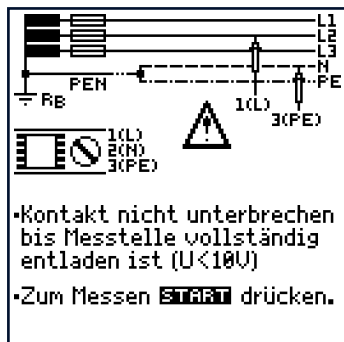 L1
L2
L3
N
PEN
PE
RB
1(L)
3(PE)
1(L)
2(N)
3(PE)
•Kontakt nicht unterbrechen
bis Messtelle vollständig
entladen ist (U<10V)
•Zum Messen START drücken.